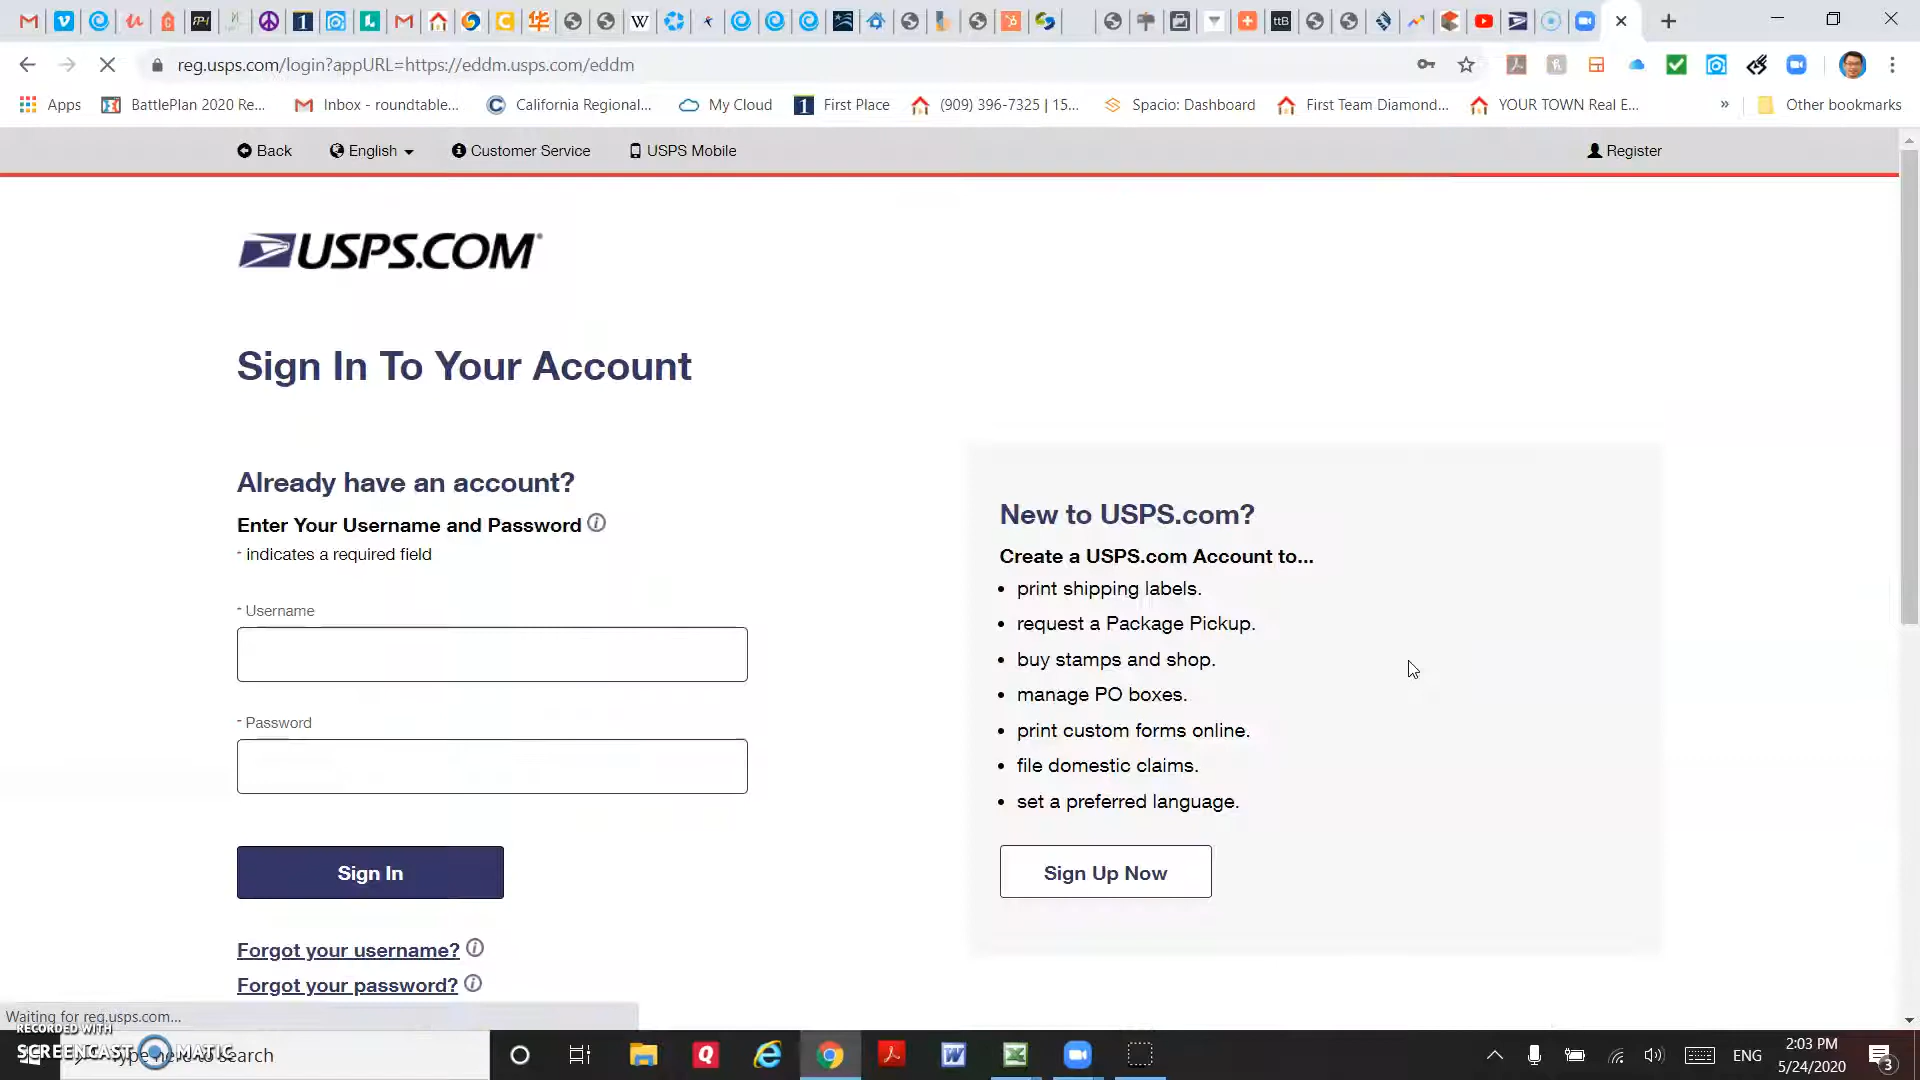 reg.usps.com/login?appURL=https://eddm.usps.com/eddm
Apps
BattlePlan 2020 Re...
Inbox - roundtable...
California Regional...
My Cloud
First Place
(909) 396-7325 | 15...
Spacio: Dashboard
First Team Diamond...
YOUR TOWN Real E...
»
Other bookmarks
Back
English
Customer Service
USPS Mobile
Register
USPS.COM®
Sign In To Your Account
Already have an account?
Enter Your Username and Password
* indicates a required field
* Username
* Password
Sign In
Forgot your username?
Forgot your password?
New to USPS.com?
Create a USPS.com Account to...
• print shipping labels.
• request a Package Pickup.
• buy stamps and shop.
• manage PO boxes.
• print custom forms online.
• file domestic claims.
• set a preferred language.
Sign Up Now
Waiting for reg.usps.com...
RECORDED WITH
SCREENCAST MATIC
Type here to search
ENG
2:03 PM
5/24/2020
3